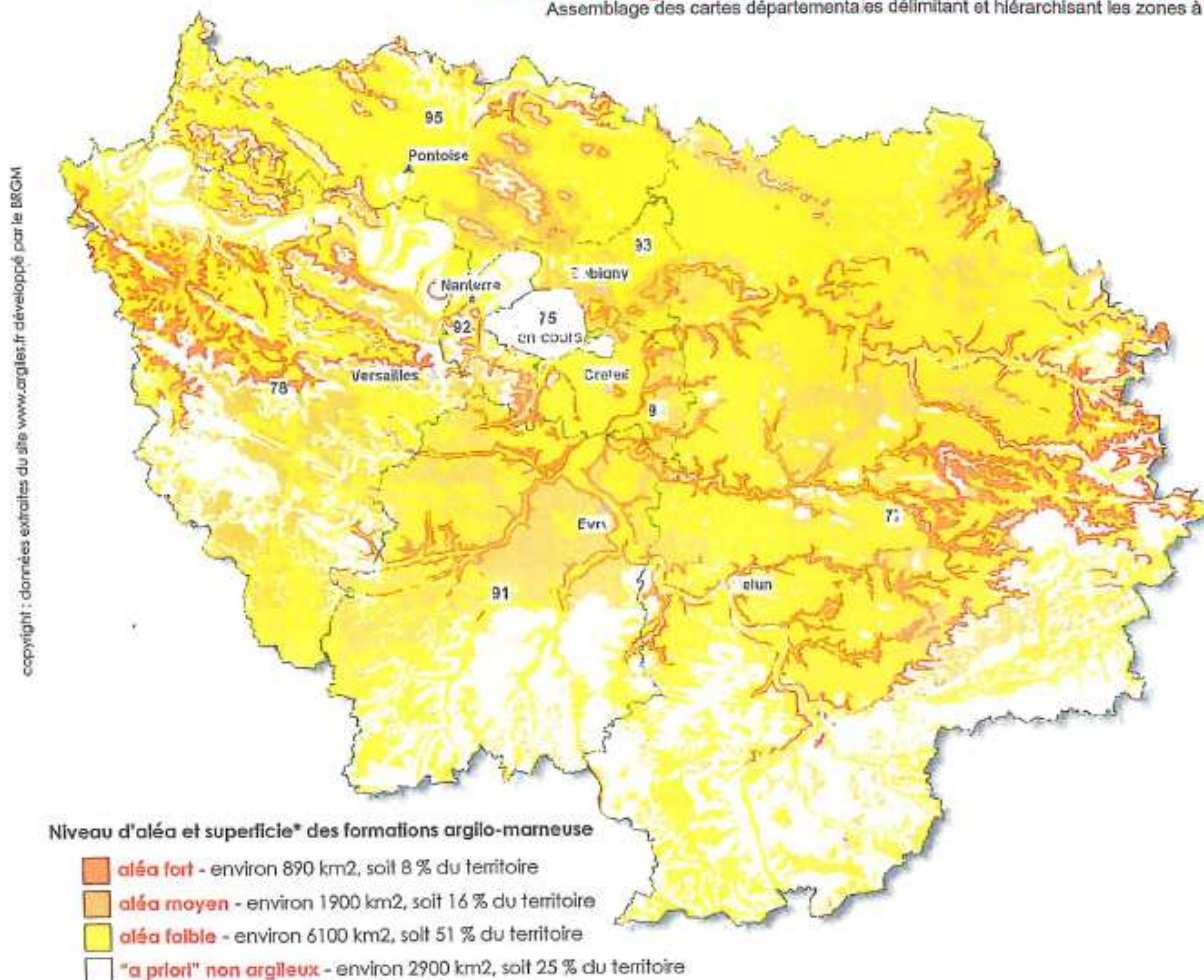 Assemblage des cartes départementales délimitant et hiérarchisant les zones à
copyright : données extraites du site www.argiles.fr développé par le BRGM
95
Pontoise
93
Nanterre
92
75
en-cours
Versailles
78
9
Evry
91
Niveau d'aléa et superficie* des formations argilo-marneuse
aléa fort - environ 890 km2, soit 8 % du territoire
aléa moyen - environ 1900 km2, soit 16 % du territoire
aléa faible - environ 6100 km2, soit 51 % du territoire
"a priori" non argileux - environ 2900 km2, soit 25 % du territoire